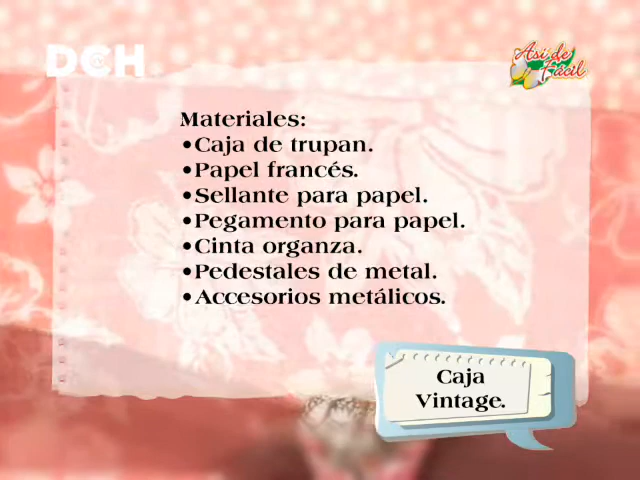 DCH
Así de
Fácil
Materiales:
•Caja de trupan.
•Papel francés.
•Sellante para papel.
•Pegamento para papel.
•Cinta organza.
•Pedestales de metal.
•Accesorios metálicos.
Caja
Vintage.